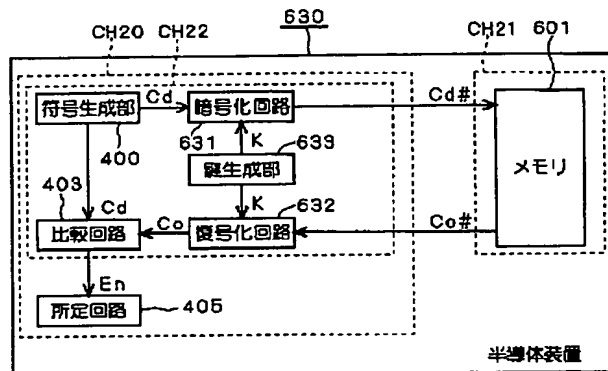 630
CH20
CH22
CH21
601
符号生成部
Cd
暗号化回路
Cd#
400
631
K
633
鍵生成部
メモリ
403
K
632
Cd
比較回路
Co
復号化回路
Co#
En
所定回路
405
半導体装置